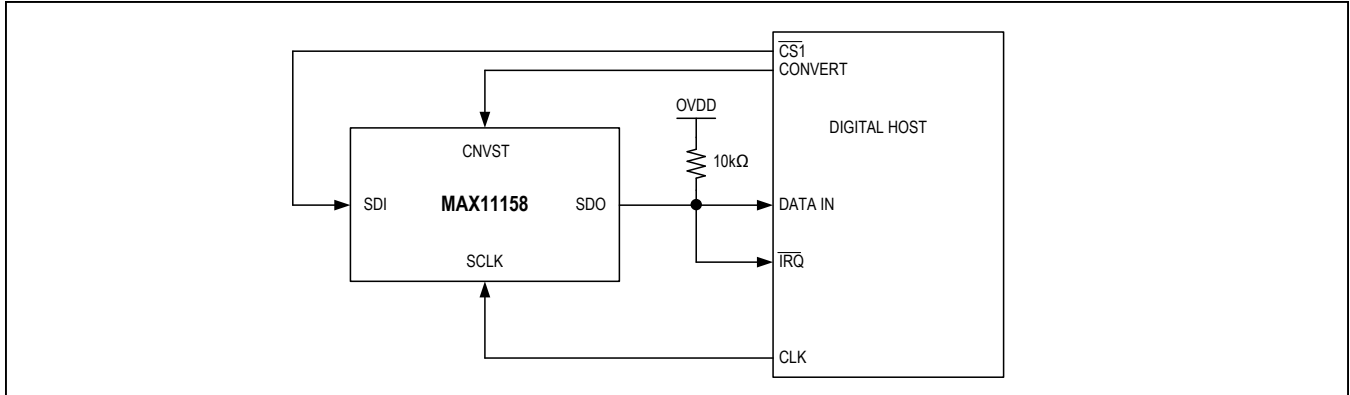 CS1
CONVERT
OVDD
DIGITAL HOST
10kΩ
CNVST
SDI
MAX11158
SDO
DATA IN
SCLK
IRQ
CLK